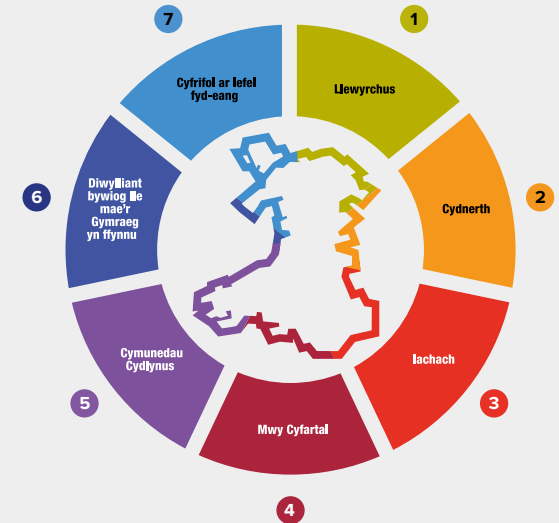 1
Llewyrchus
2
Cydnerth
3
Iachach
4
Mwy Cyfartal
5
Cymunedau
Cydlynus
6
Diwylliant
bywiog lle
mae'r
Gymraeg
yn ffynnu
7
Cyfrifol ar lefel
fyd-eang